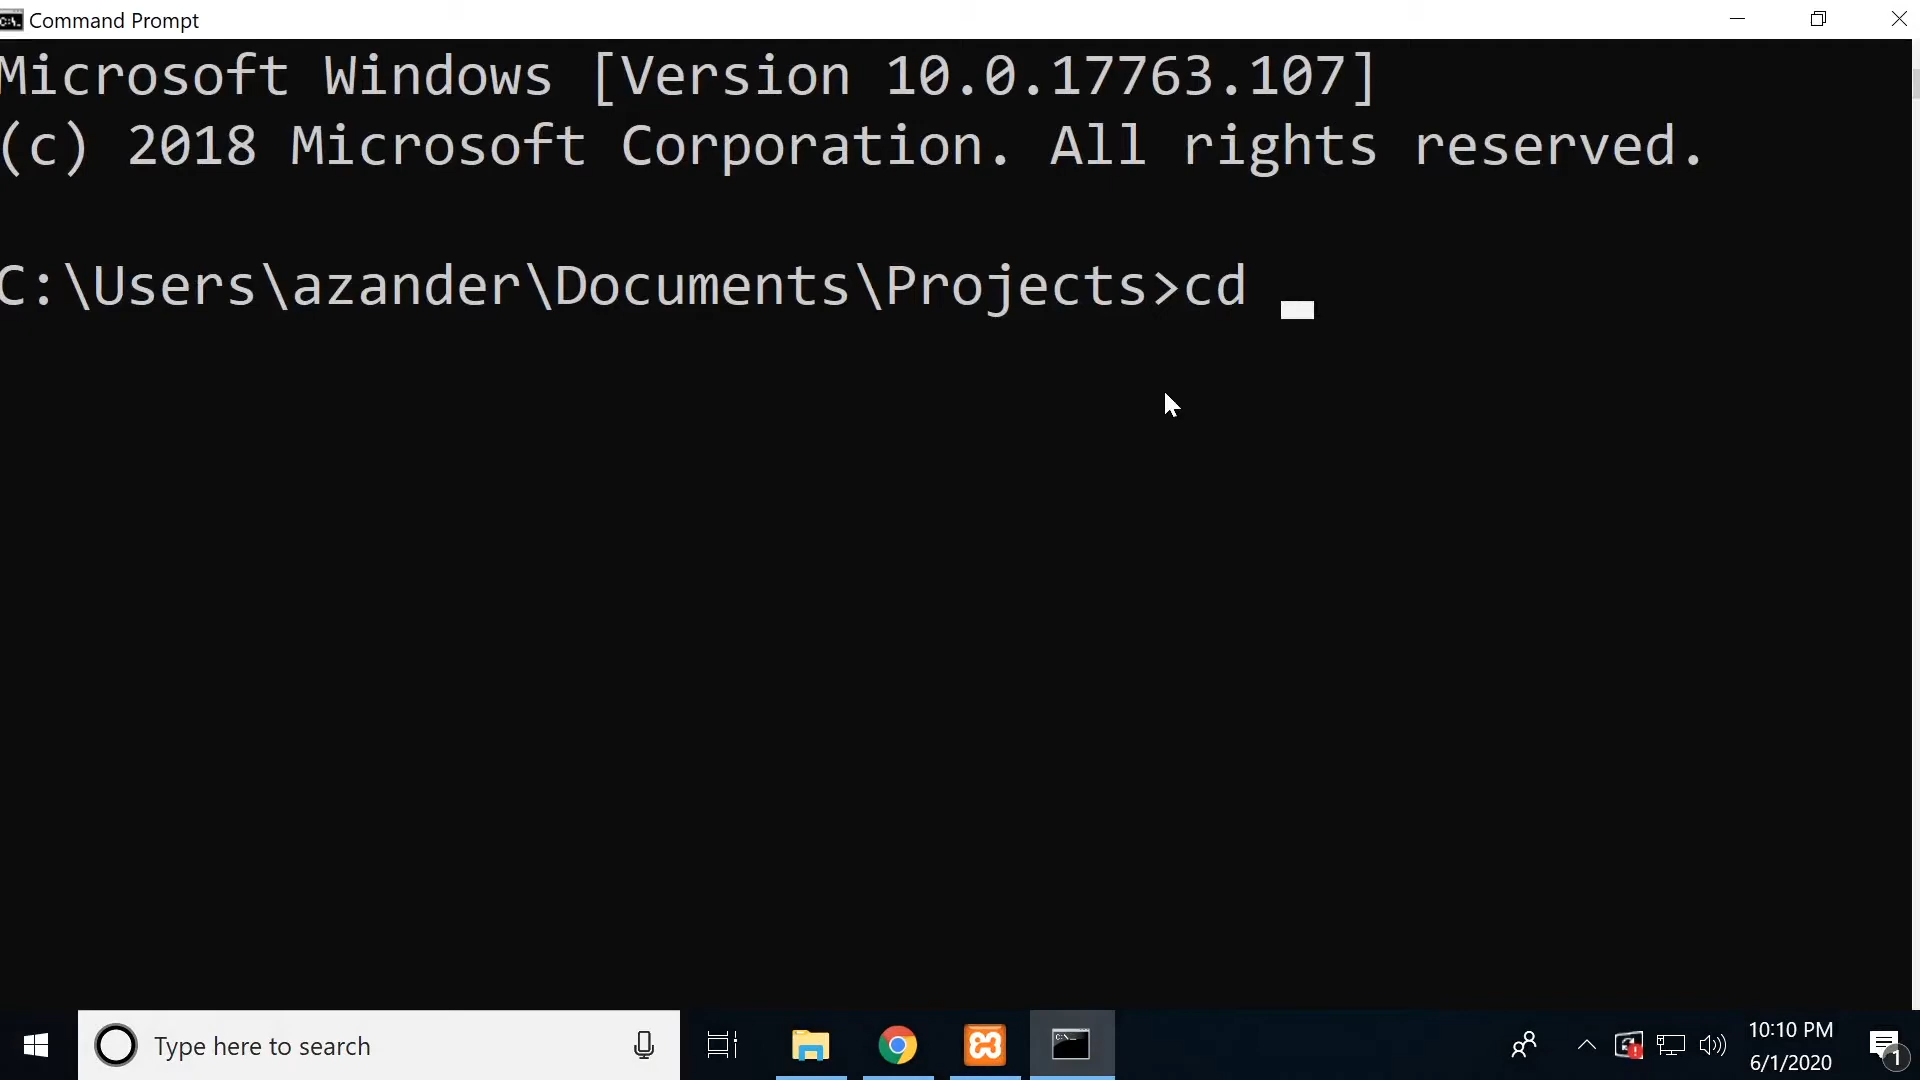 Command Prompt
Microsoft Windows [Version 10.0.17763.107]
(c) 2018 Microsoft Corporation. All rights reserved.
C:\Users\azander\Documents\Projects>cd
Type here to search
10:10 PM
6/1/2020
1